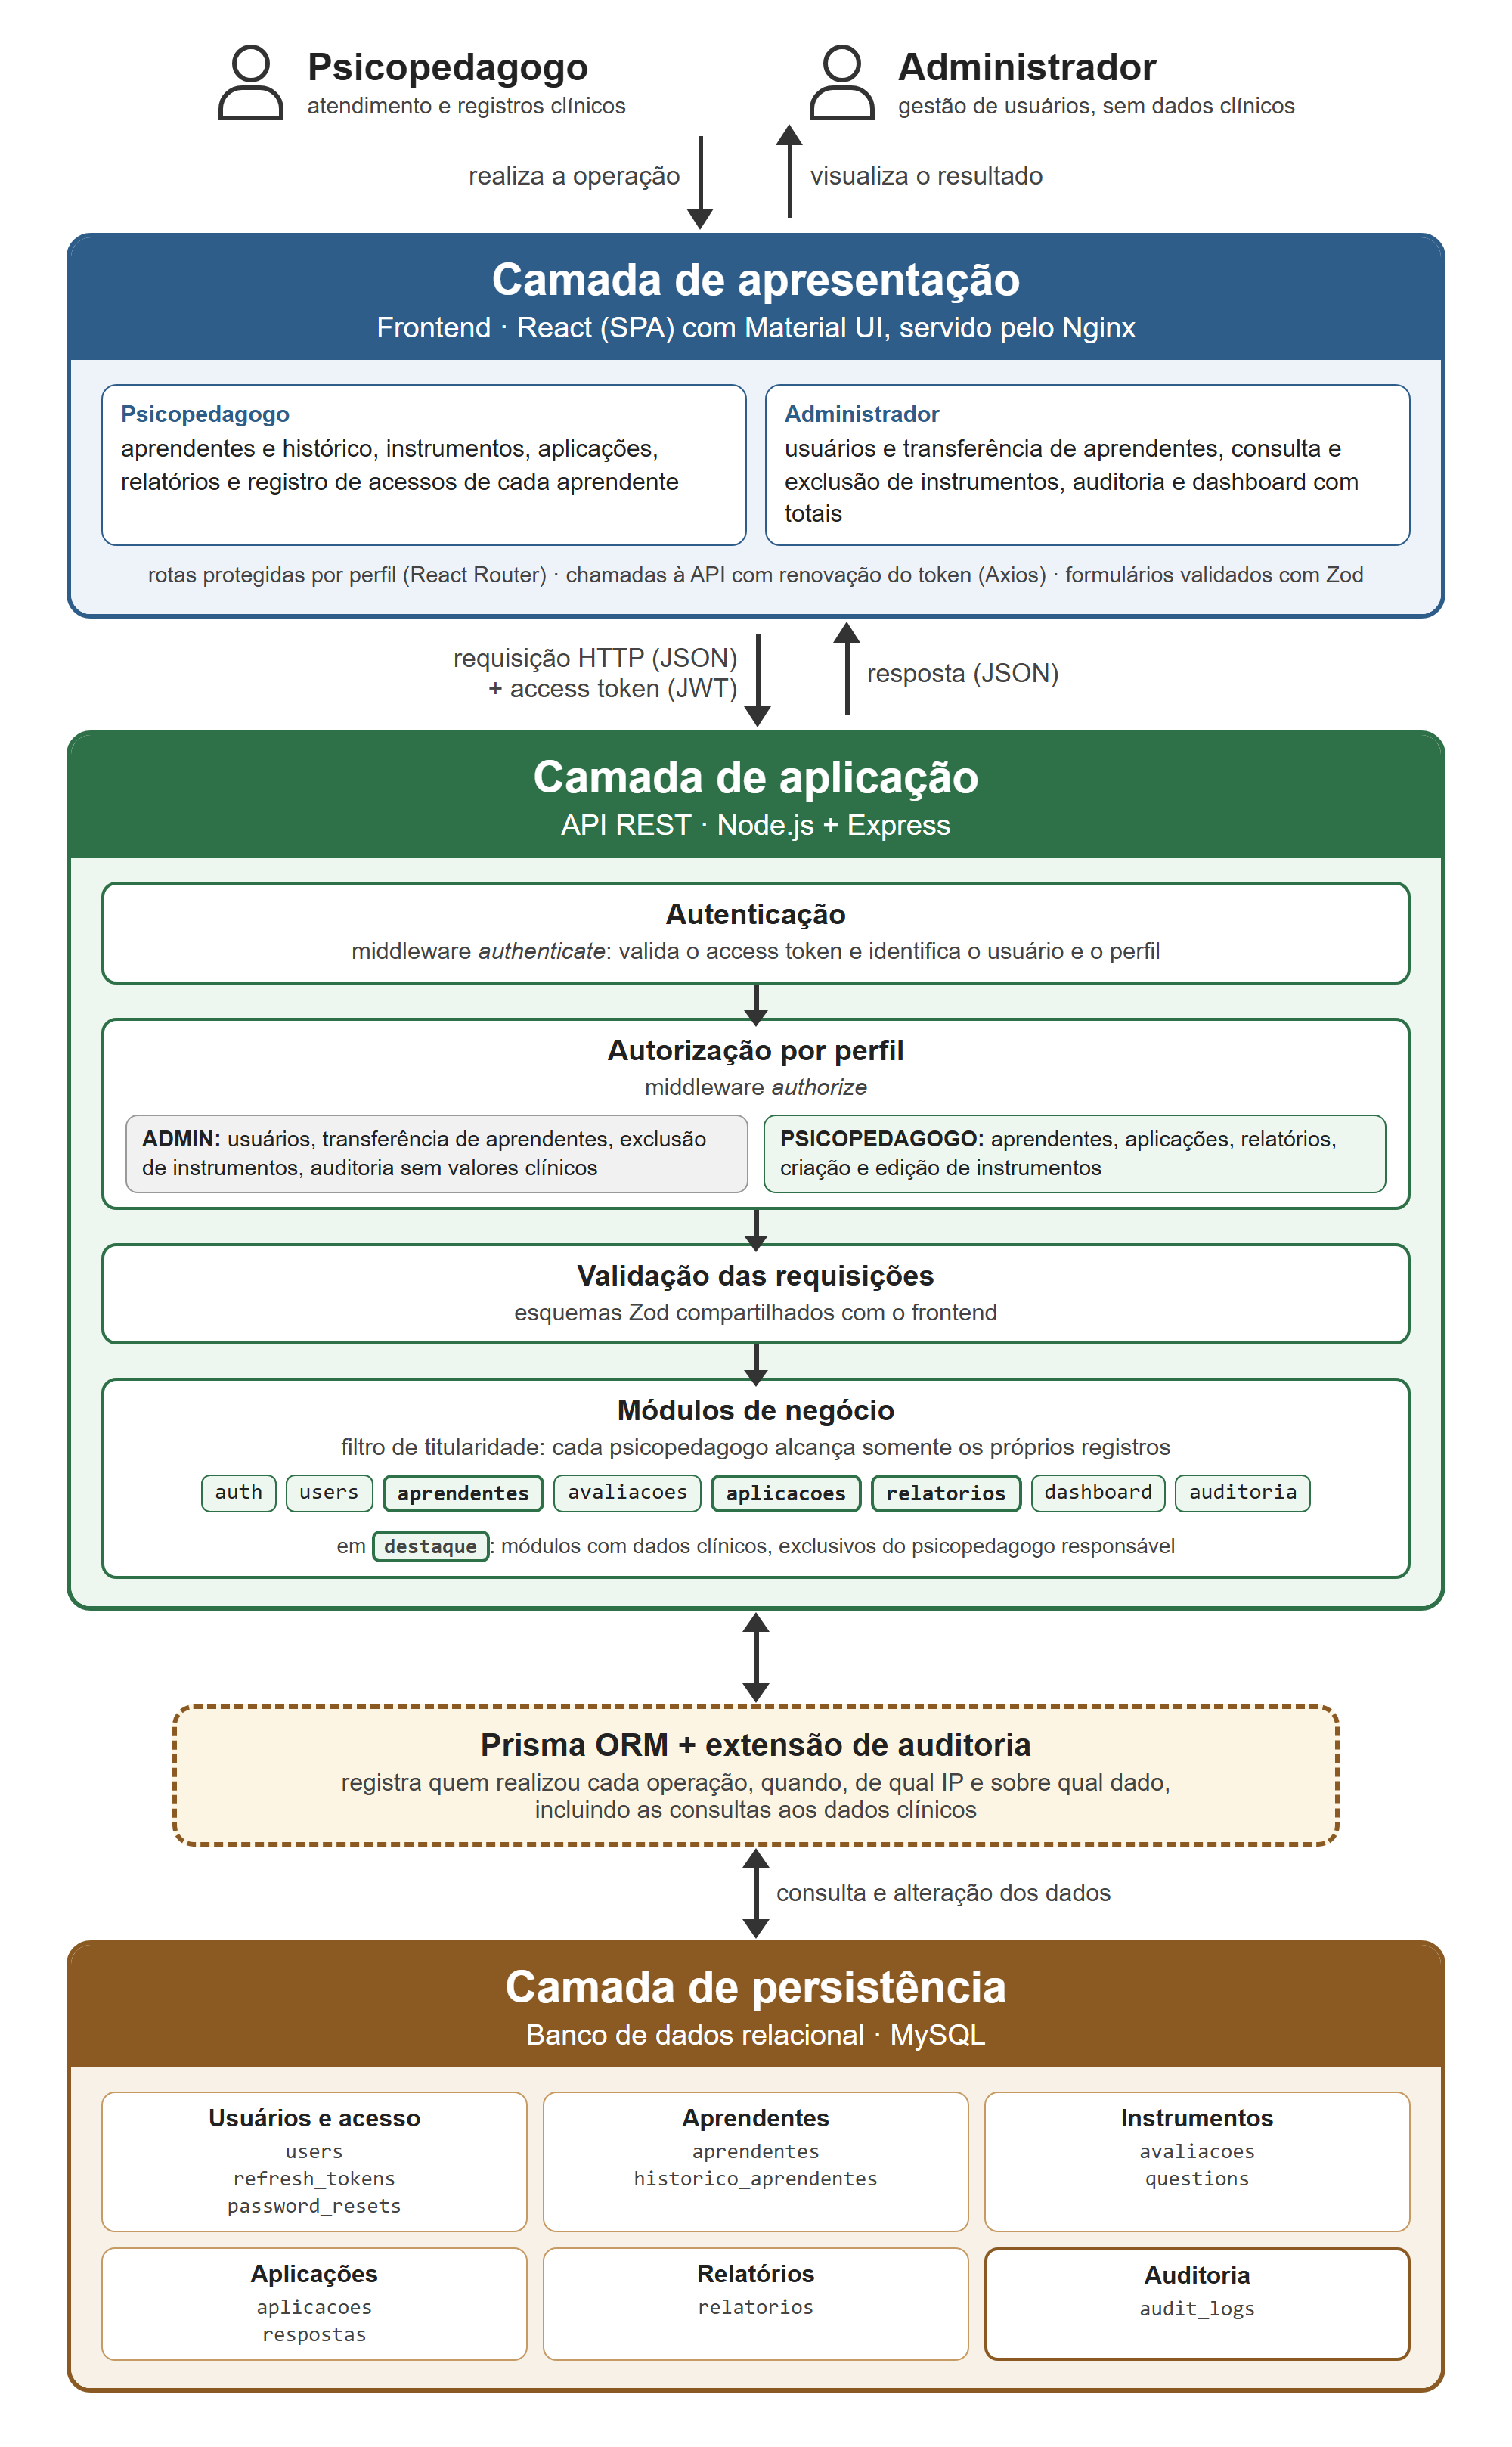 Psicopedagogo
atendimento e registros clínicos
Administrador
gestão de usuários, sem dados clínicos
realiza a operação
visualiza o resultado
Camada de apresentação
Frontend · React (SPA) com Material UI, servido pelo Nginx
Psicopedagogo
aprendentes e histórico, instrumentos, aplicações,
relatórios e registro de acessos de cada aprendente
Administrador
usuários e transferência de aprendentes, consulta e
exclusão de instrumentos, auditoria e dashboard com
totais
rotas protegidas por perfil (React Router) · chamadas à API com renovação do token (Axios) · formulários validados com Zod
requisição HTTP (JSON)
+ access token (JWT)
resposta (JSON)
Camada de aplicação
API REST · Node.js + Express
Autenticação
middleware authenticate: valida o access token e identifica o usuário e o perfil
Autorização por perfil
middleware authorize
ADMIN: usuários, transferência de aprendentes, exclusão
de instrumentos, auditoria sem valores clínicos
PSICOPEDAGOGO: aprendentes, aplicações, relatórios,
criação e edição de instrumentos
Validação das requisições
esquemas Zod compartilhados com o frontend
Módulos de negócio
filtro de titularidade: cada psicopedagogo alcança somente os próprios registros
auth users aprendentes avaliacoes aplicacoes relatorios dashboard auditoria
em destaque: módulos com dados clínicos, exclusivos do psicopedagogo responsável
Prisma ORM + extensão de auditoria
registra quem realizou cada operação, quando, de qual IP e sobre qual dado,
incluindo as consultas aos dados clínicos
consulta e alteração dos dados
Camada de persistência
Banco de dados relacional · MySQL
Usuários e acesso
users
refresh_tokens
password_resets
Aprendentes
aprendentes
historico_aprendentes
Instrumentos
avaliacoes
questions
Aplicações
aplicacoes
respostas
Relatórios
relatorios
Auditoria
audit_logs